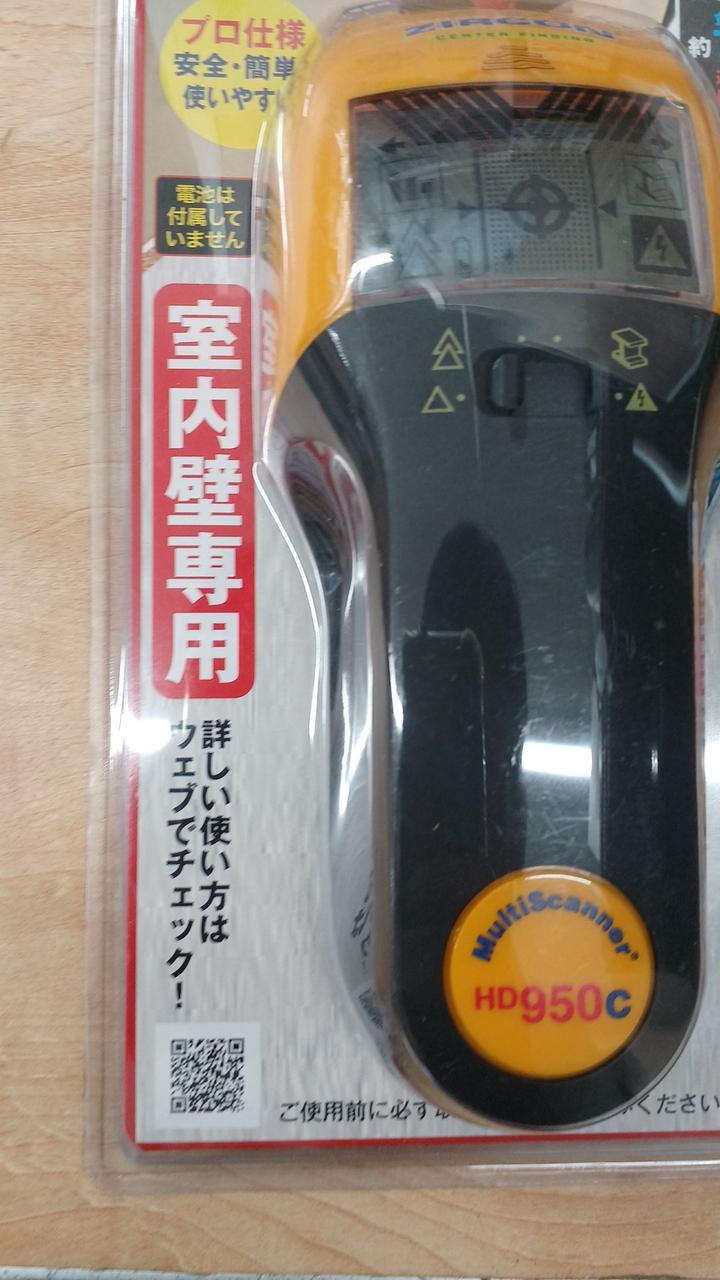 プロ仕様
安全・簡単
使いやす
電池は
付属して
いません
室内壁専用
詳しい使い方は
ウェブでチェック！
ZIRCON
CENTER FINDING
MultiScanner®
HD950C
ご使用前に必ず
ください
約